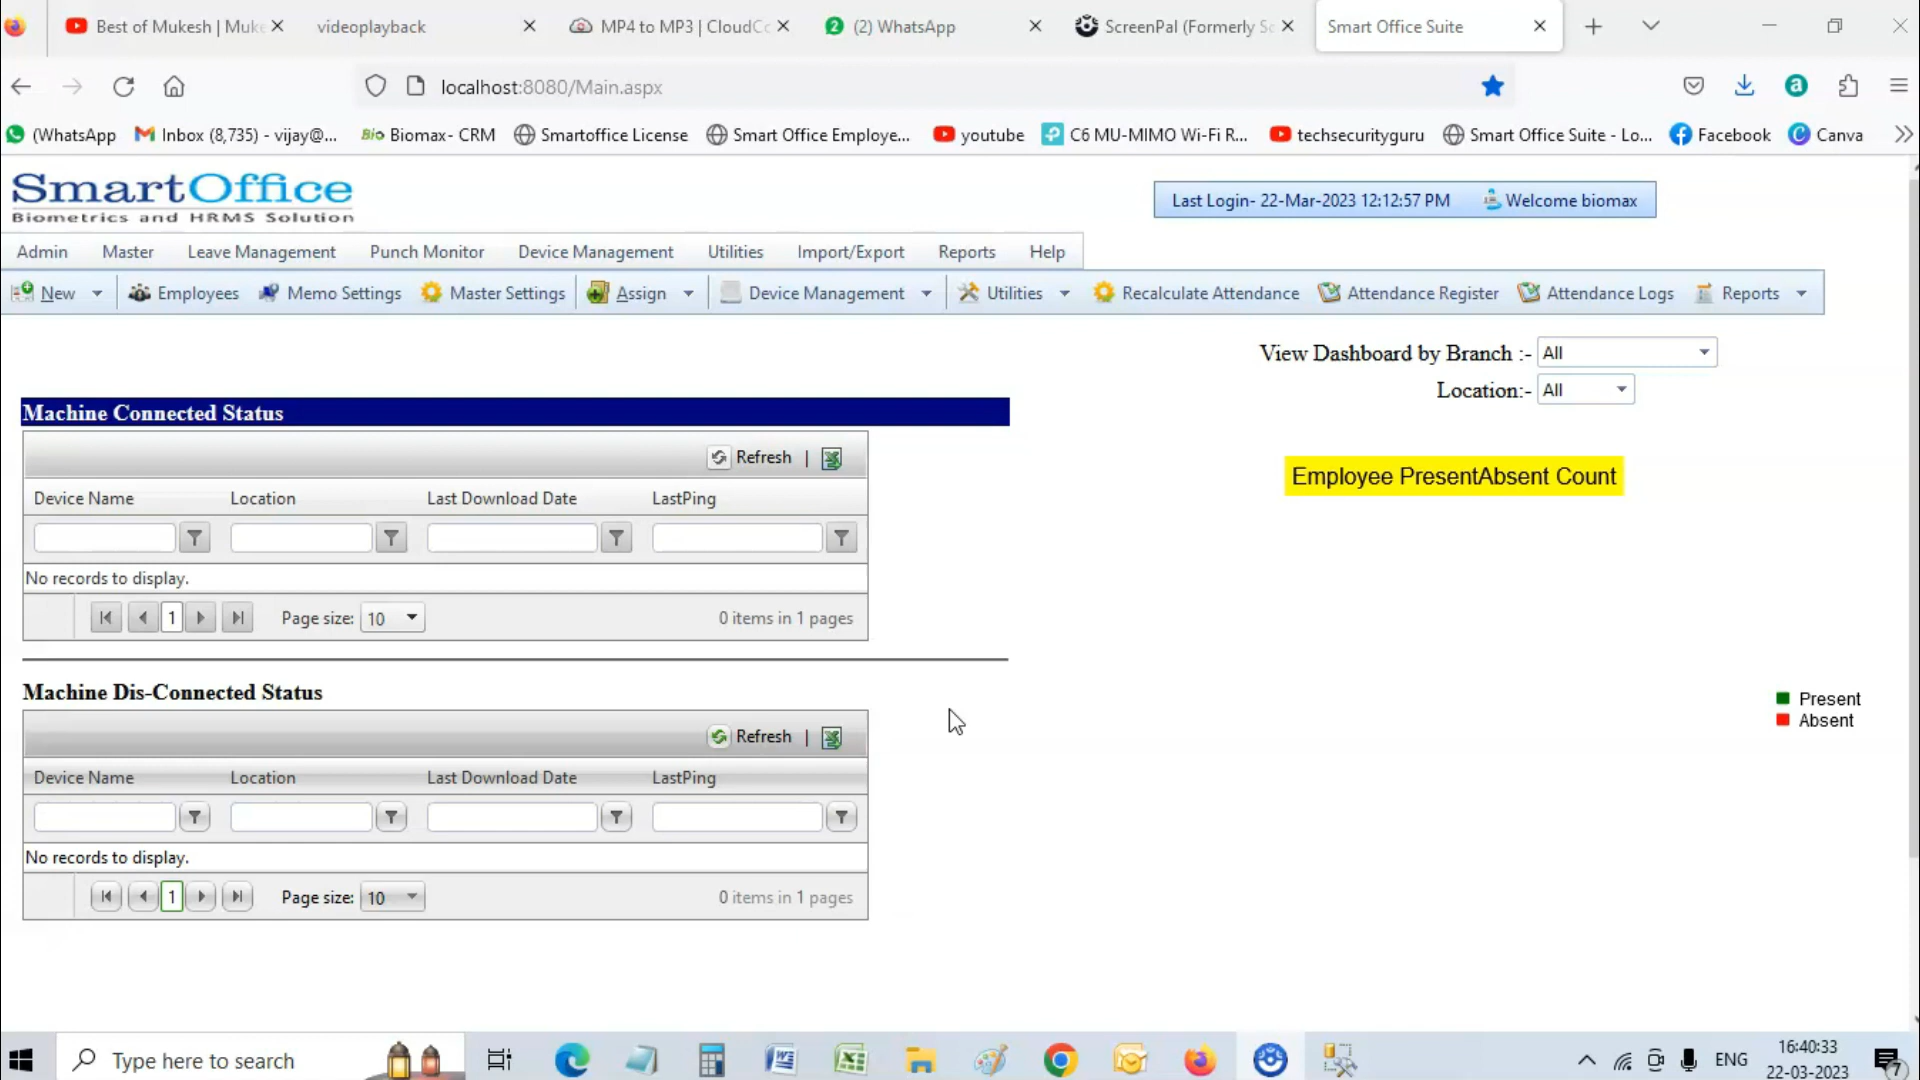 Best of Mukesh | Muke
videoplayback
MP4 to MP3 | CloudCo
2 (2) WhatsApp
ScreenPal (Formerly Sc
Smart Office Suite
localhost:8080/Main.aspx
a
(WhatsApp
Inbox (8,735) - vijay@...
Bio Biomax- CRM
Smartoffice License
Smart Office Employe...
youtube
C6 MU-MIMO Wi-Fi R...
techsecurityguru
Smart Office Suite - Lo...
Facebook
Canva
SmartOffice
Biometrics and HRMS Solution
Last Login- 22-Mar-2023 12:12:57 PM Welcome biomax
Admin Master Leave Management Punch Monitor Device Management Utilities Import/Export Reports Help
New Employees Memo Settings Master Settings Assign Device Management Utilities Recalculate Attendance Attendance Register Attendance Logs Reports
View Dashboard by Branch :- All
Location:- All
Machine Connected Status
Refresh |
Device Name Location Last Download Date LastPing
No records to display.
1 Page size: 10 0 items in 1 pages
Employee PresentAbsent Count
Machine Dis-Connected Status
Refresh |
Device Name Location Last Download Date LastPing
No records to display.
1 Page size: 10 0 items in 1 pages
Present
Absent
Type here to search
ENG
16:40:33
22-03-2023
7